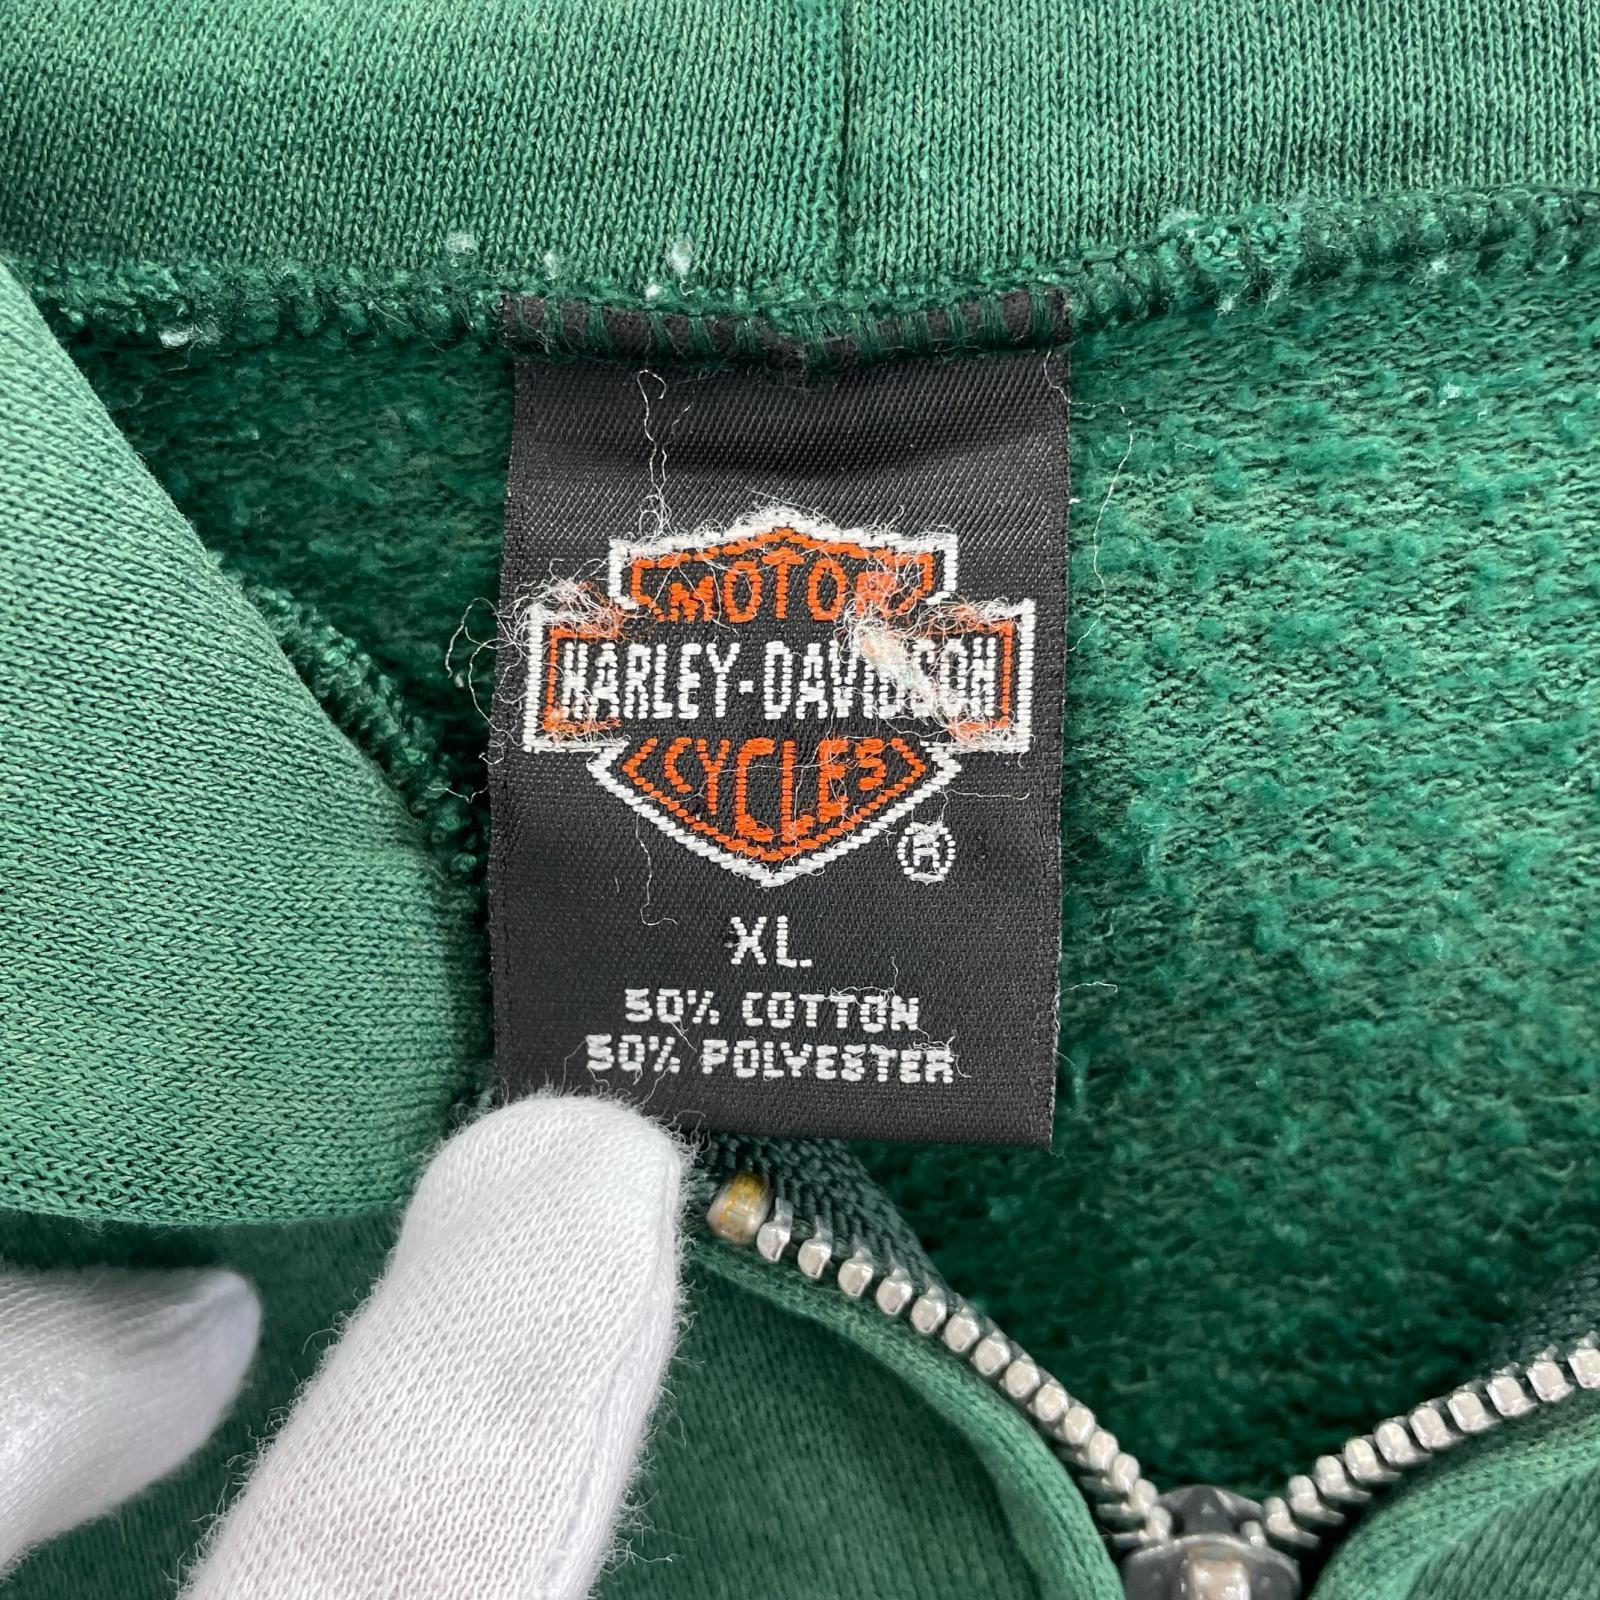 MOTOR
HARLEY-DAVIDSON
CYCLES
®
XL
50% COTTON
50% POLYESTER